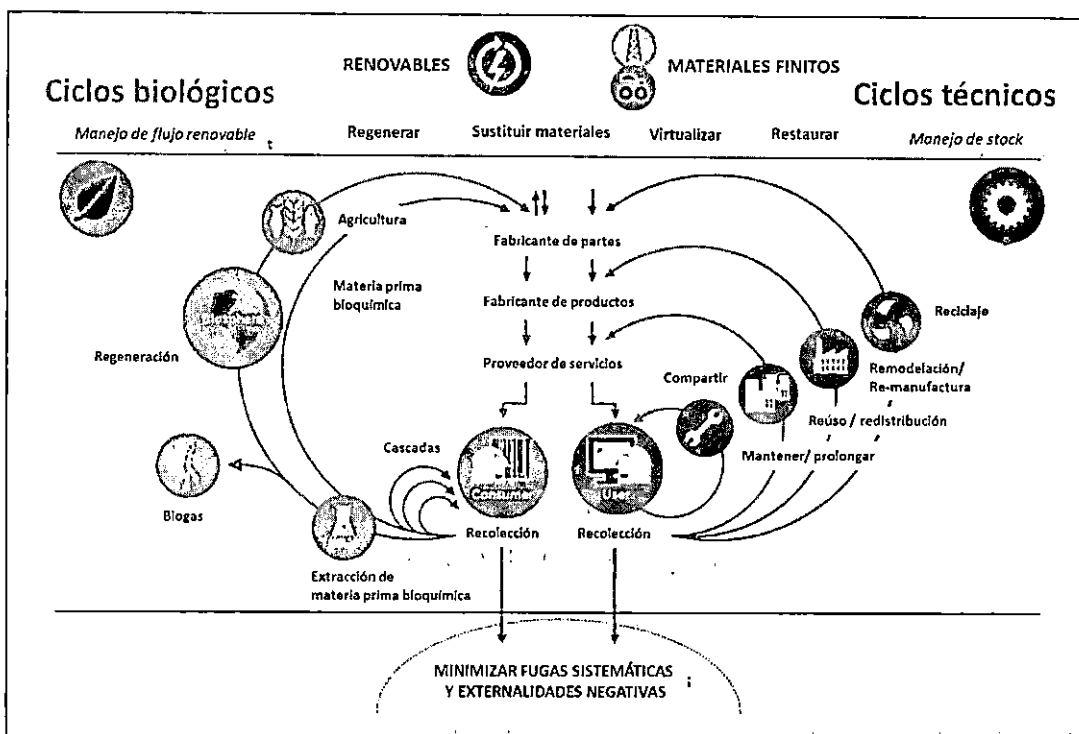 RENOVABLES
MATERIALES FINITOS
Ciclos biológicos
Ciclos técnicos
Manejo de flujo renovable
Regenerar
Sustituir materiales
Virtualizar
Restaurar
Manejo de stock
Agricultura
Fabricante de partes
Materia prima
bioquímica
Fabricante de productos
Reciclaje
Regeneración
Proveedor de servicios
Remodelación/
Re-manufactura
Compartir
Reúso / redistribución
Cascadas
Mantener/ prolongar
Consumer
User
Biogas
Recolección
Recolección
Extracción de
materia prima bioquímica
MINIMIZAR FUGAS SISTEMÁTICAS
Y EXTERNALIDADES NEGATIVAS